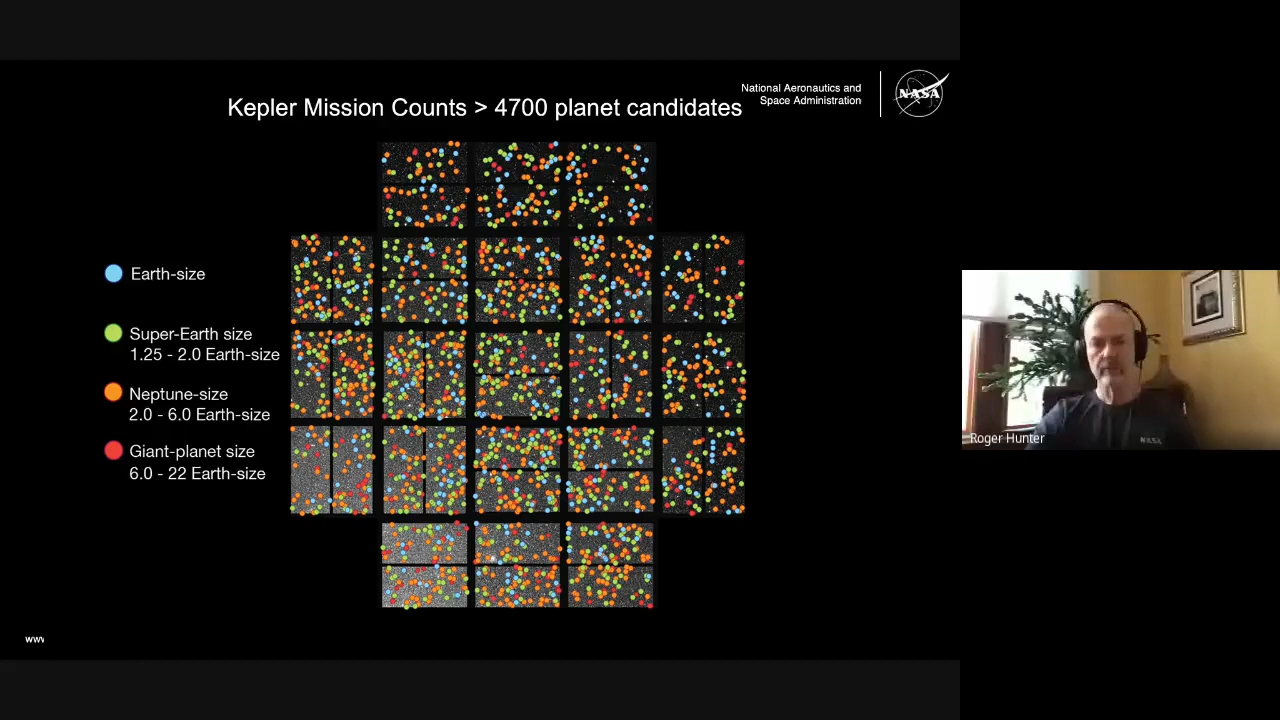 National Aeronautics and
Space Administration
NASA
Kepler Mission Counts > 4700 planet candidates
Earth-size
Super-Earth size
1.25 - 2.0 Earth-size
Neptune-size
2.0 - 6.0 Earth-size
Giant-planet size
6.0 - 22 Earth-size
NASA
Roger Hunter
www